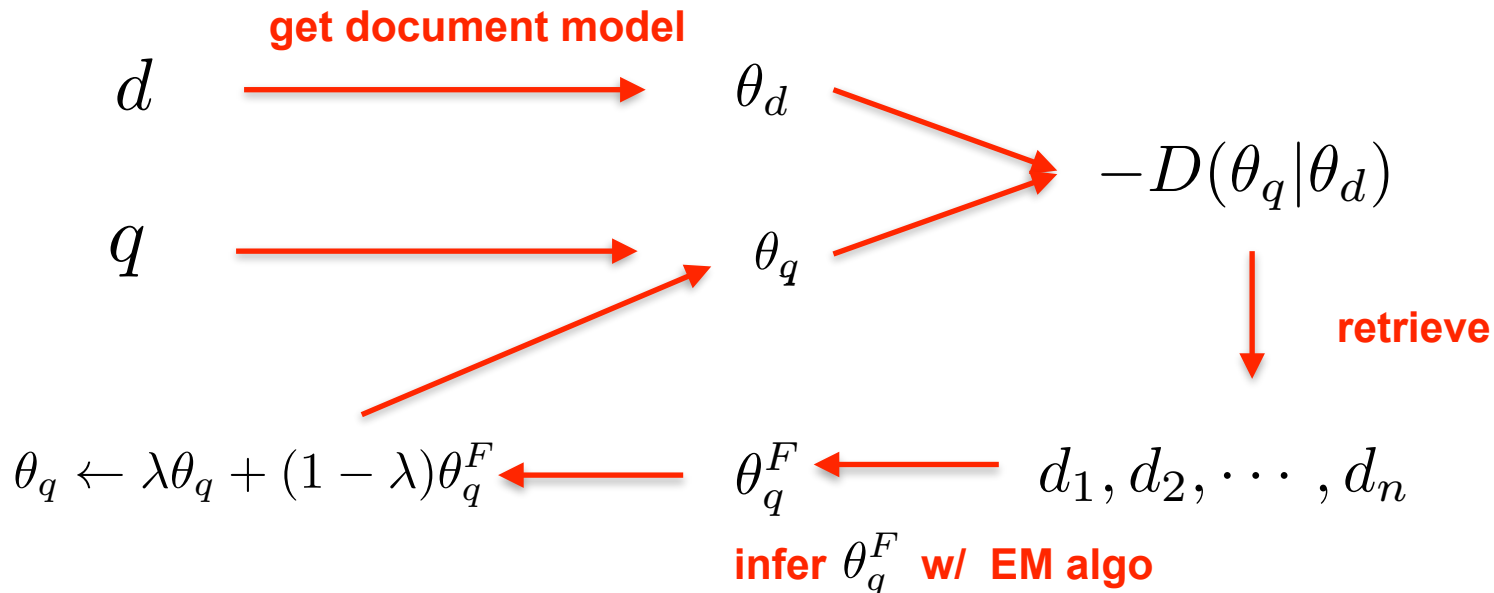 get document model
d θ_d
−D(θ_q|θ_d)
q θ_q
retrieve
θ_q ← λθ_q + (1 − λ)θ_q^F θ_q^F d_1, d_2, · · · , d_n
infer θ_q^F w/ EM algo